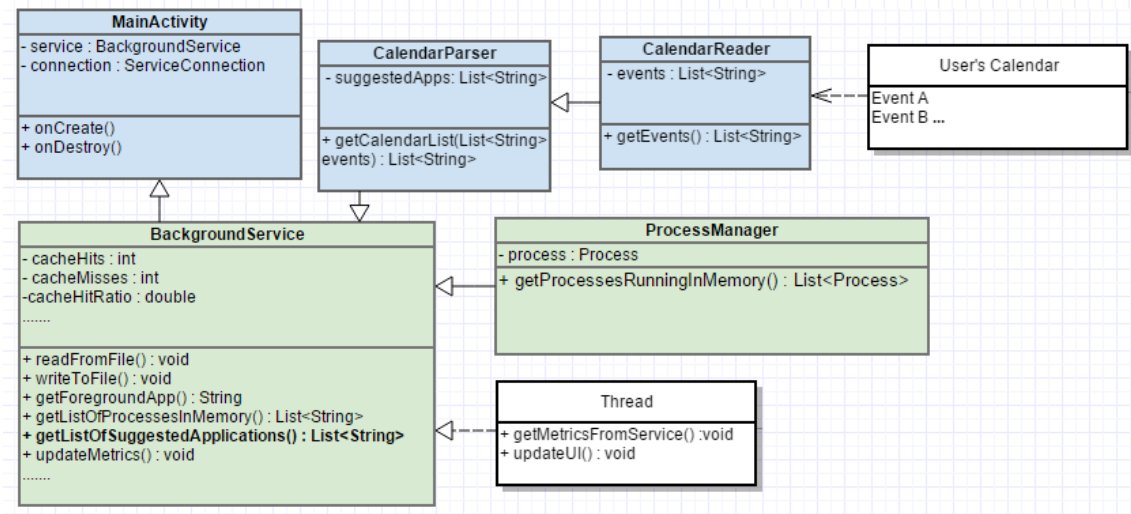 MainActivity
- service : BackgroundService
- connection : ServiceConnection
+ onCreate()
+ onDestroy()
CalendarParser
- suggestedApps: List<String>
+ getCalendarList(List<String>
events) : List<String>
CalendarReader
- events : List<String>
+ getEvents() : List<String>
User's Calendar
Event A
Event B ...
BackgroundService
- cacheHits : int
- cacheMisses : int
-cacheHitRatio : double
.......
+ readFromFile() : void
+ writeToFile() : void
+ getForegroundApp() : String
+ getListOfProcessesInMemory() : List<String>
+ getListOfSuggestedApplications() : List<String>
+ updateMetrics() : void
.......
ProcessManager
- process : Process
+ getProcessesRunningInMemory() : List<Process>
Thread
+ getMetricsFromService() :void
+ updateUI() : void